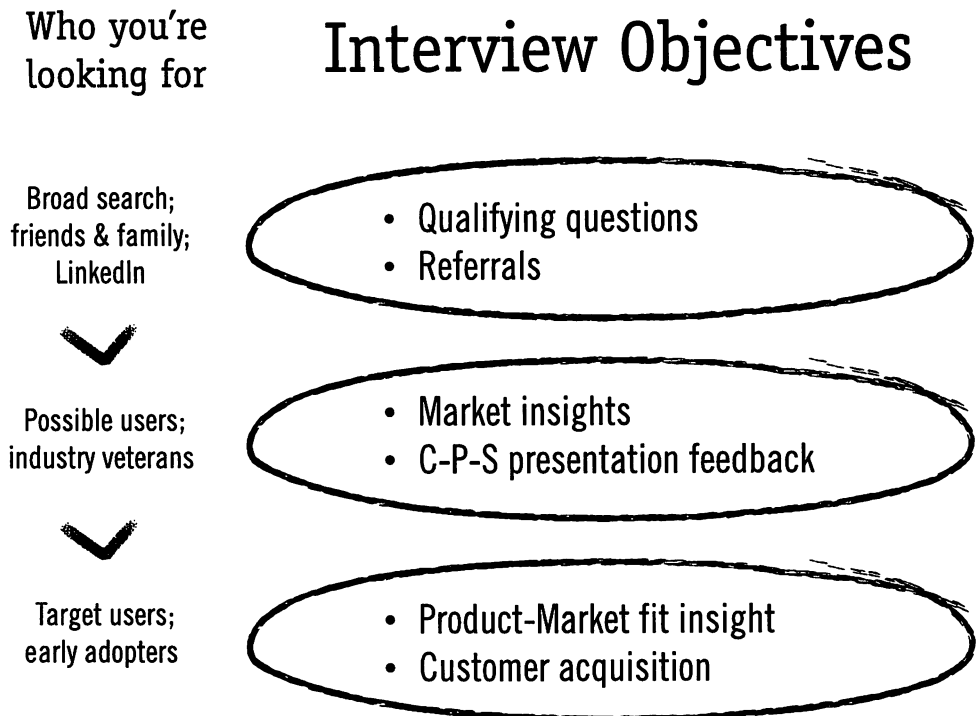 Who you're
looking for
Interview Objectives
Broad search;
friends & family;
LinkedIn
• Qualifying questions
• Referrals
Possible users;
industry veterans
• Market insights
• C-P-S presentation feedback
Target users;
early adopters
• Product-Market fit insight
• Customer acquisition